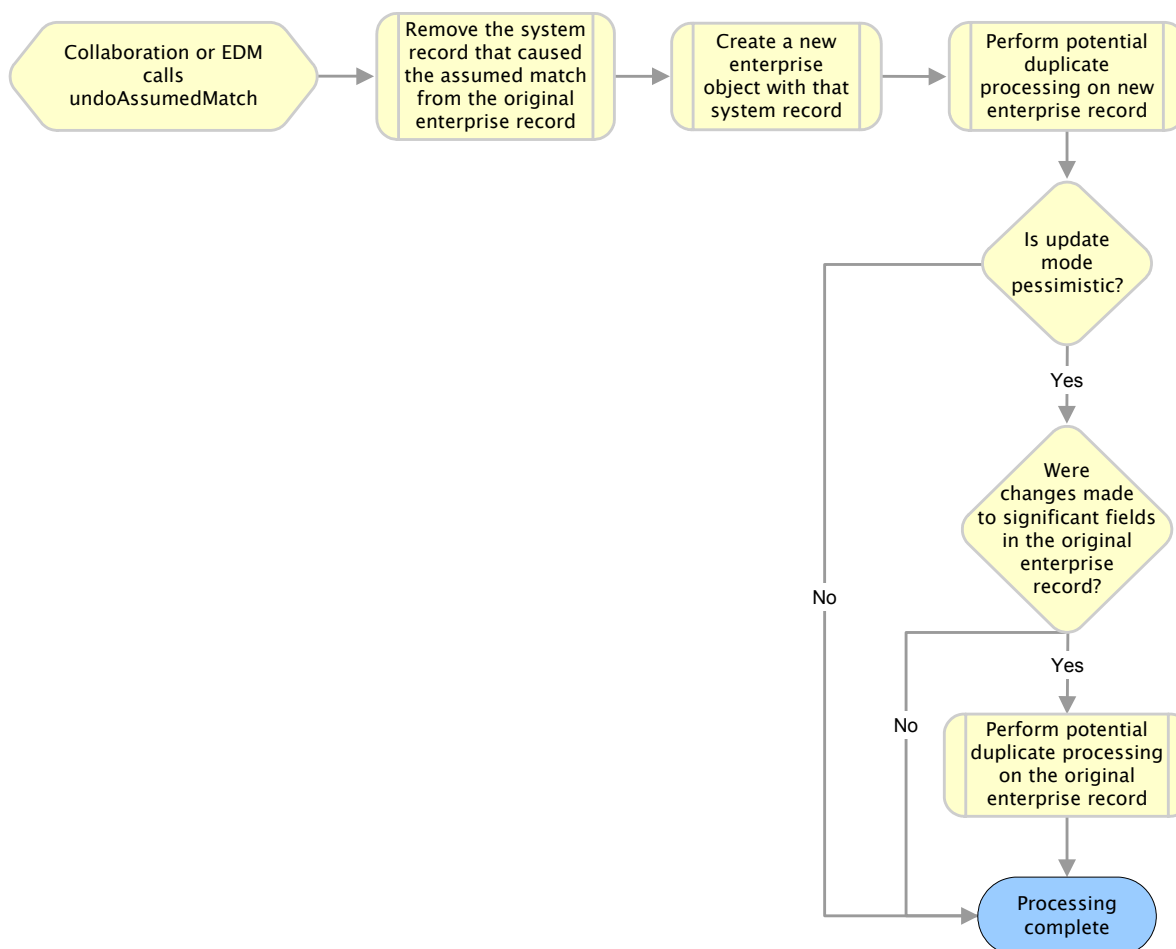 Collaboration or EDM
calls
undoAssumedMatch
Remove the system
record that caused
the assumed match
from the original
enterprise record
Create a new
enterprise
object with that
system record
Perform potential
duplicate
processing on new
enterprise record
Is update
mode
pessimistic?
Yes
Were
changes made
to significant fields
in the original
enterprise
record?
No
Yes
No
Perform potential
duplicate processing
on the original
enterprise record
Processing
complete